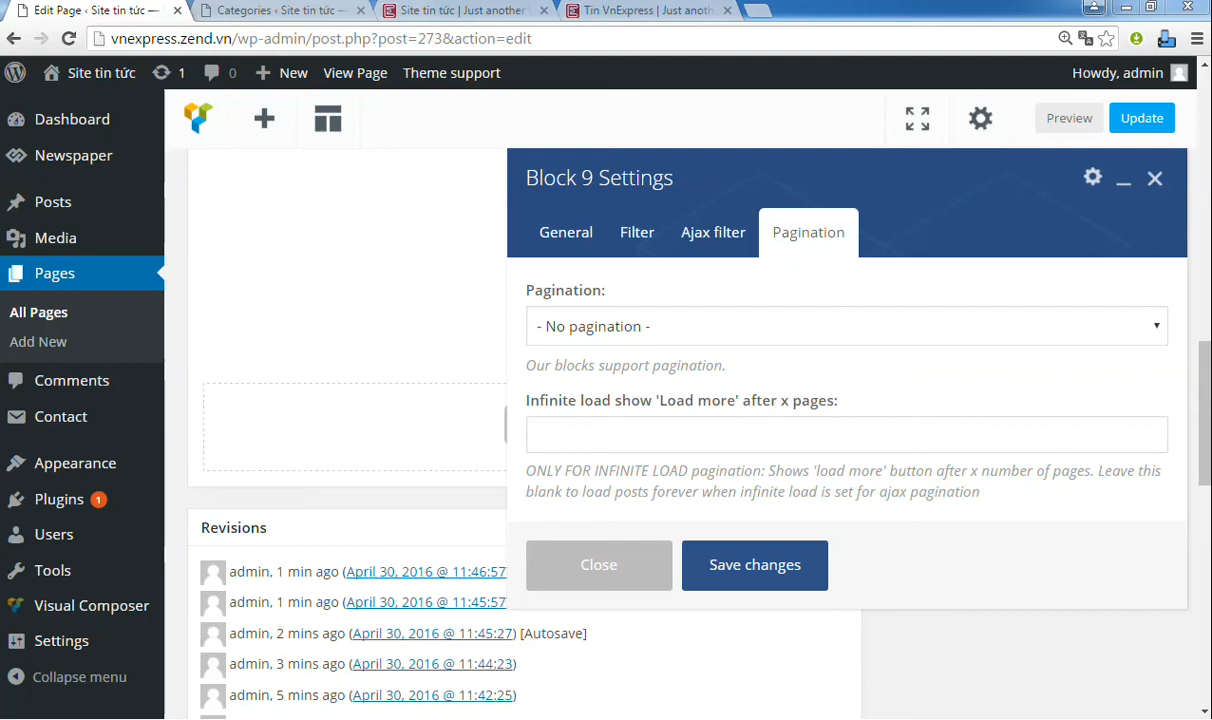 Edit Page ‹ Site tin tức —
Categories ‹ Site tin tức —
Site tin tức | Just another
Tin VnExpress | Just anoth
vnexpress.zend.vn/wp-admin/post.php?post=273&action=edit
Site tin tức
1
0
New
View Page
Theme support
Howdy, admin
Dashboard
Newspaper
Posts
Media
Pages
All Pages
Add New
Comments
Contact
Appearance
Plugins 1
Users
Tools
Visual Composer
Settings
Collapse menu
Preview
Update
Block 9 Settings
General
Filter
Ajax filter
Pagination
Pagination:
- No pagination -
Our blocks support pagination.
Infinite load show 'Load more' after x pages:
ONLY FOR INFINITE LOAD pagination: Shows 'load more' button after x number of pages. Leave this
blank to load posts forever when infinite load is set for ajax pagination
Close
Save changes
Revisions
admin, 1 min ago (April 30, 2016 @ 11:46:57
admin, 1 min ago (April 30, 2016 @ 11:45:57
admin, 2 mins ago (April 30, 2016 @ 11:45:27) [Autosave]
admin, 3 mins ago (April 30, 2016 @ 11:44:23)
admin, 5 mins ago (April 30, 2016 @ 11:42:25)